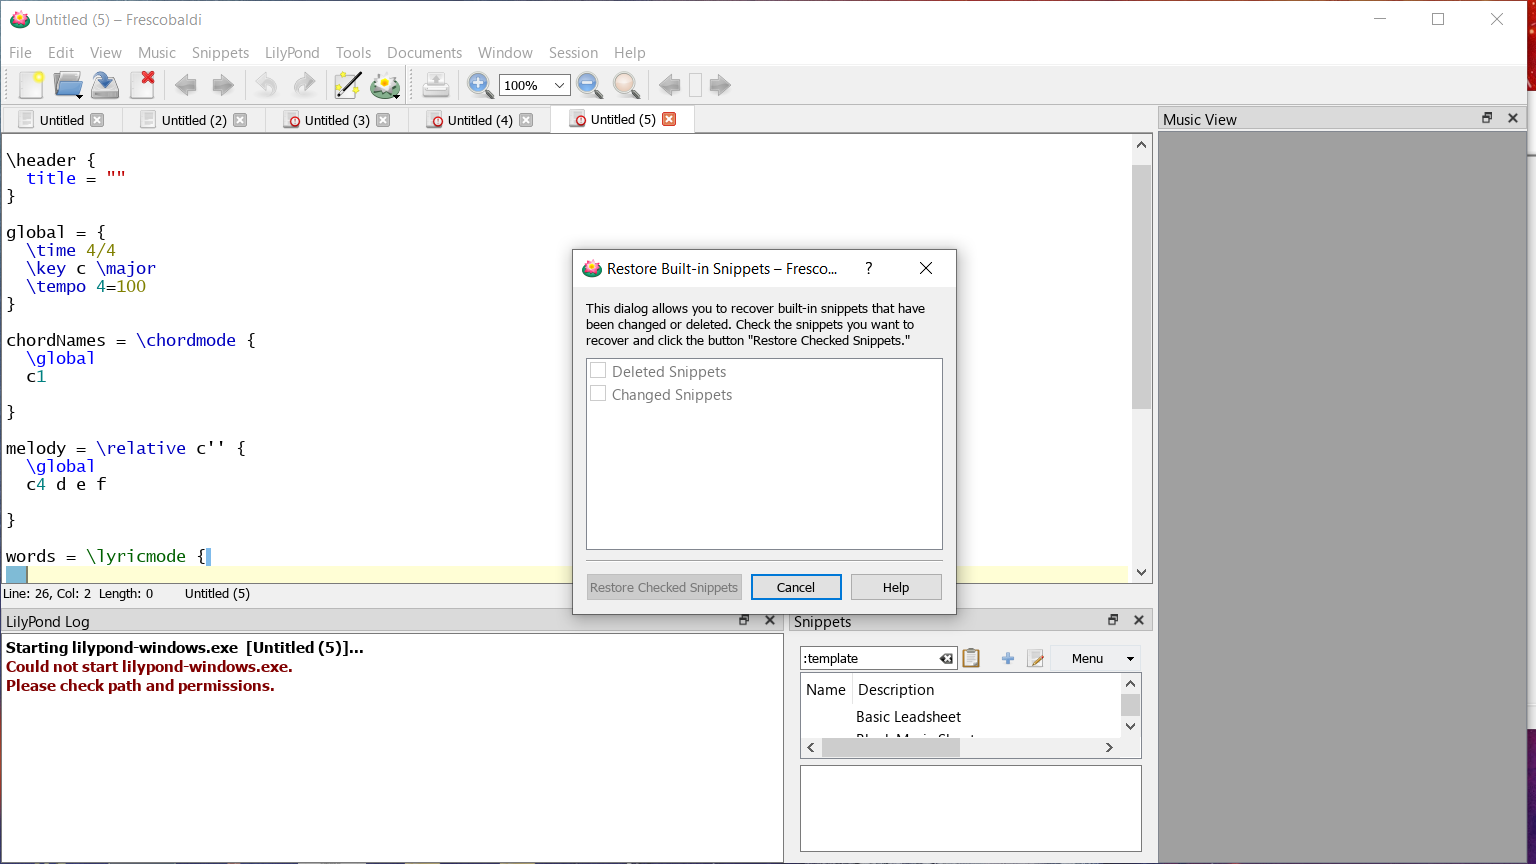 Untitled (5) – Frescobaldi
File Edit View Music Snippets LilyPond Tools Documents Window Session Help
100%
Untitled Untitled (2) Untitled (3) Untitled (4) Untitled (5)
\header {
title = ""
}
global = {
\time 4/4
\key c \major
\tempo 4=100
}
chordNames = \chordmode {
\global
c1
}
melody = \relative c'' {
\global
c4 d e f
}
words = \lyricmode {
Line: 26, Col: 2 Length: 0 Untitled (5)
Music View
Restore Built-in Snippets – Fresco...
?
This dialog allows you to recover built-in snippets that have
been changed or deleted. Check the snippets you want to
recover and click the button "Restore Checked Snippets."
Deleted Snippets
Changed Snippets
Restore Checked Snippets Cancel Help
LilyPond Log
Starting lilypond-windows.exe [Untitled (5)]...
Could not start lilypond-windows.exe.
Please check path and permissions.
Snippets
:template Menu
Name Description
Basic Leadsheet